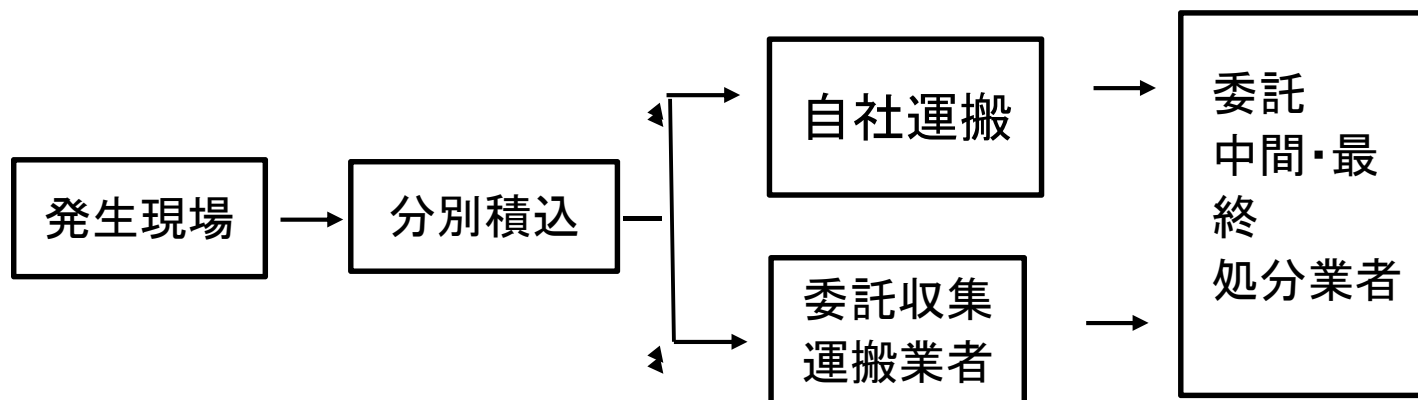 発生現場
分別積込
自社運搬
委託収集
運搬業者
委託
中間・最
終
処分業者